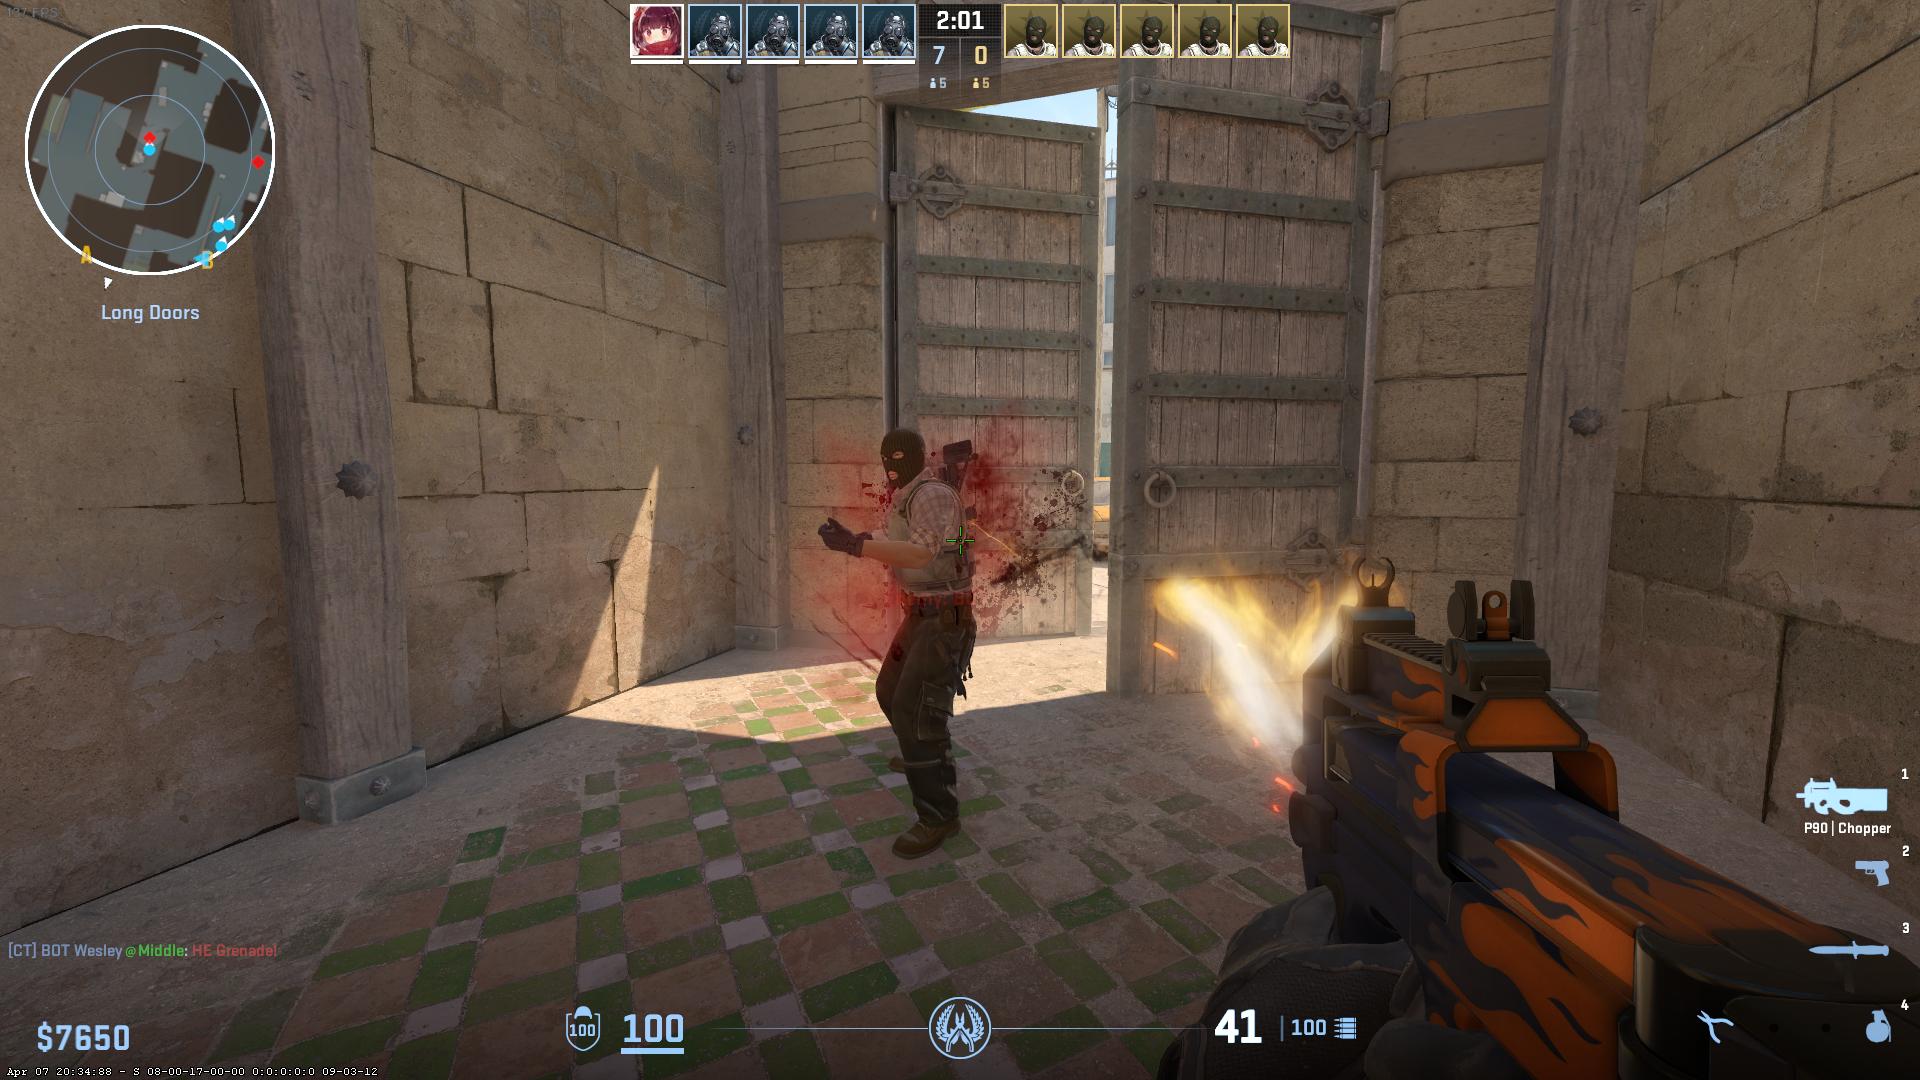 197 FPS
2:01
7 0
5 5
A
B
Long Doors
1
P90 | Chopper
2
3
4
[CT] BOT Wesley @Middle: HE Grenade!
$7650
100 100
41 | 100
Apr 07 20:34:88 - S 08-00-17-00-00 0:0:0:0:0 09-03-12